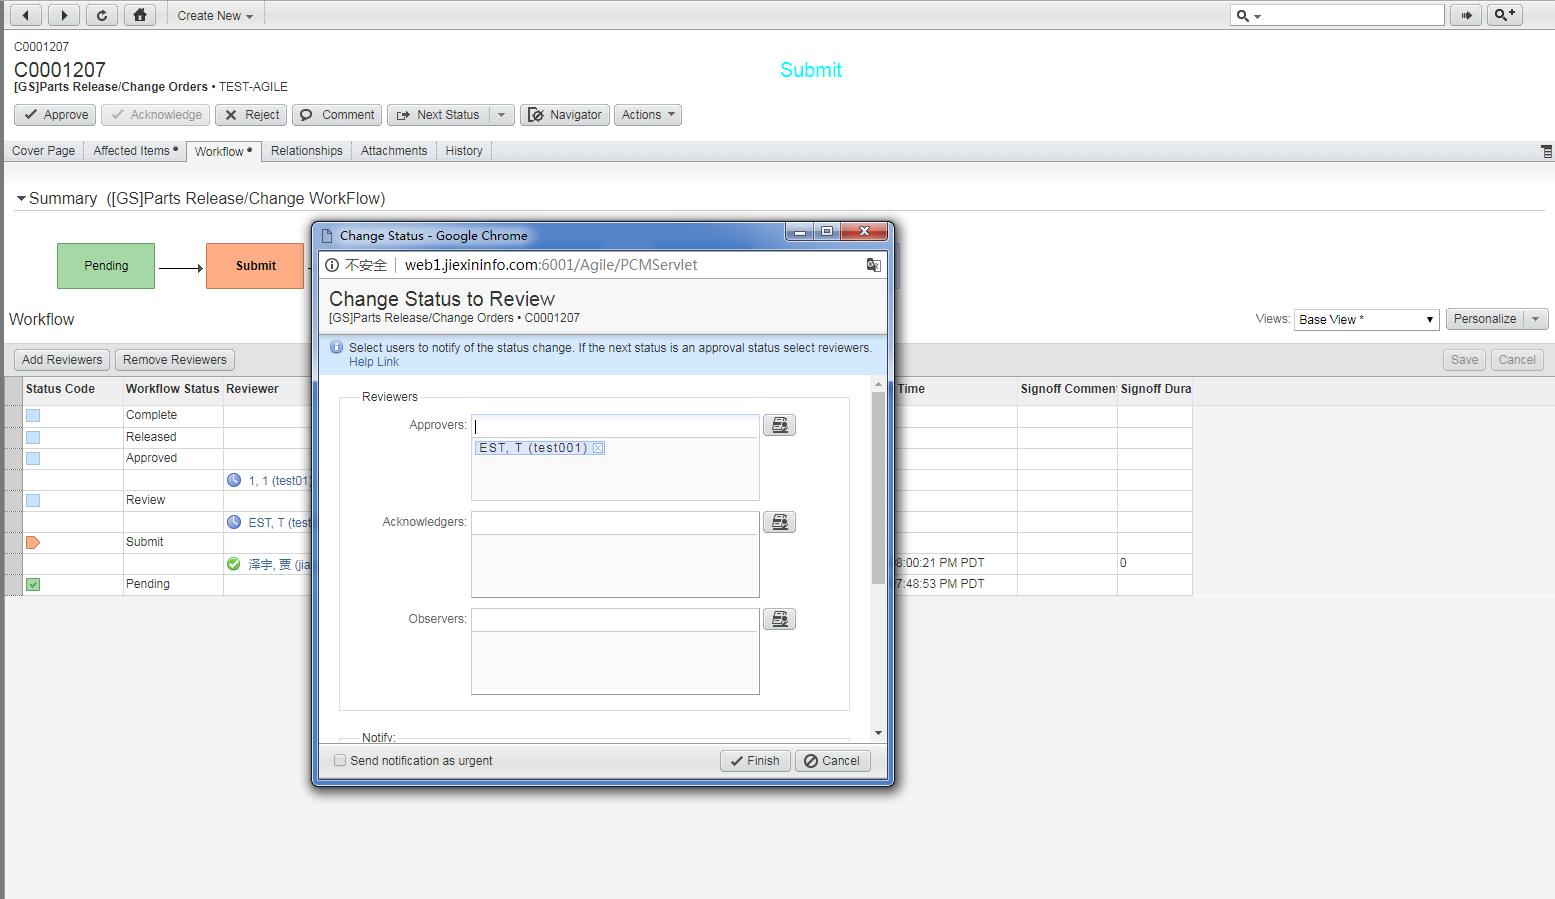 Create New
C0001207
C0001207
Submit
[GS]Parts Release/Change Orders • TEST-AGILE
Approve Acknowledge Reject Comment Next Status Navigator Actions
Cover Page Affected Items • Workflow • Relationships Attachments History
Summary ([GS]Parts Release/Change WorkFlow)
Pending Submit
Workflow
Views: Base View * Personalize
Add Reviewers Remove Reviewers Save Cancel
Status Code Workflow Status Reviewer Time Signoff Commen Signoff Dura
Complete
Released
Approved
1, 1 (test01)
Review
EST, T (test
Submit
泽宇, 贾 (jia 8:00:21 PM PDT 0
Pending 7:48:53 PM PDT
Change Status - Google Chrome
不安全 web1.jiexininfo.com:6001/Agile/PCMServlet
Change Status to Review
[GS]Parts Release/Change Orders • C0001207
Select users to notify of the status change. If the next status is an approval status select reviewers.
Help Link
Reviewers
Approvers:
EST, T (test001)
Acknowledgers:
Observers:
Notify:
Send notification as urgent Finish Cancel